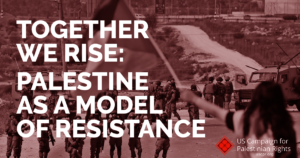 TOGETHER
WE RISE:
PALESTINE
AS A MODEL
OF RESISTANCE
US Campaign for
Palestinian Rights